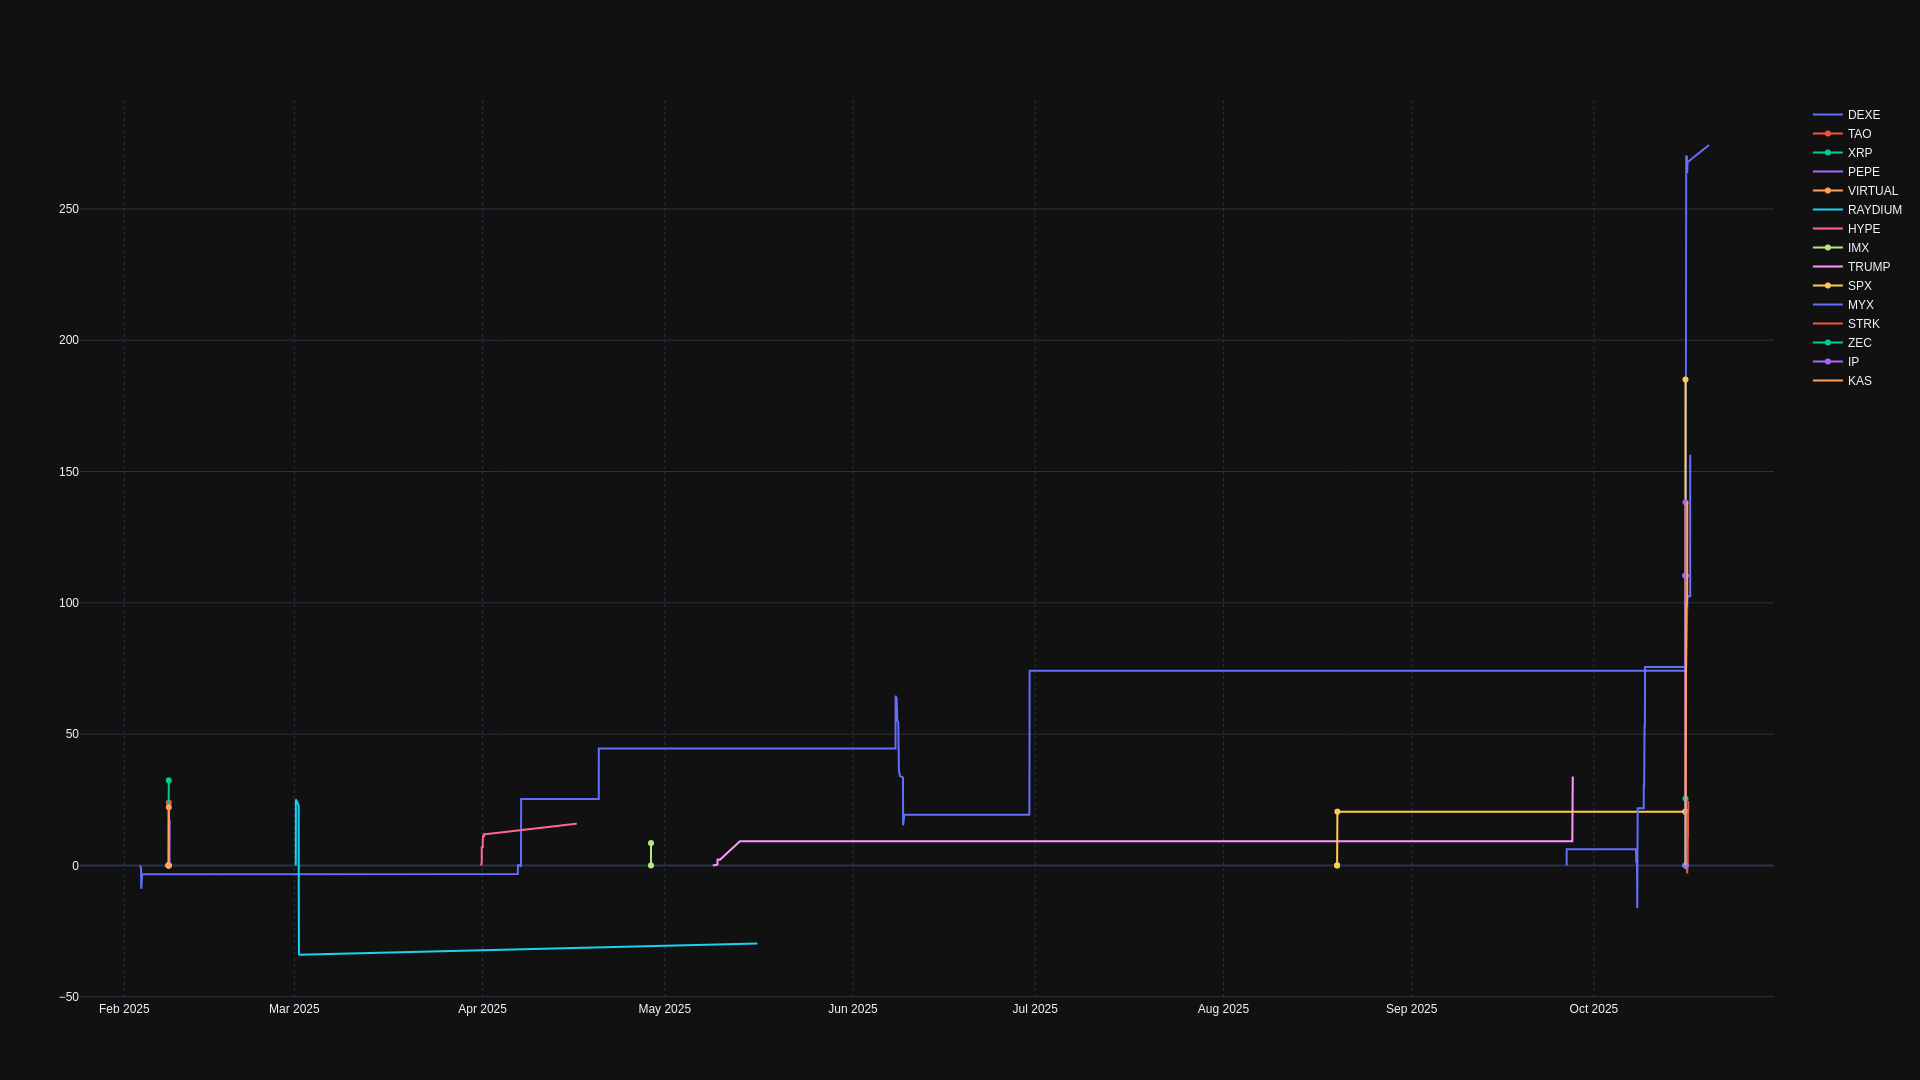 DEXE
TAO
XRP
PEPE
VIRTUAL
RAYDIUM
HYPE
IMX
TRUMP
SPX
MYX
STRK
ZEC
IP
KAS
250
200
150
100
50
0
−50
Feb 2025 Mar 2025 Apr 2025 May 2025 Jun 2025 Jul 2025 Aug 2025 Sep 2025 Oct 2025